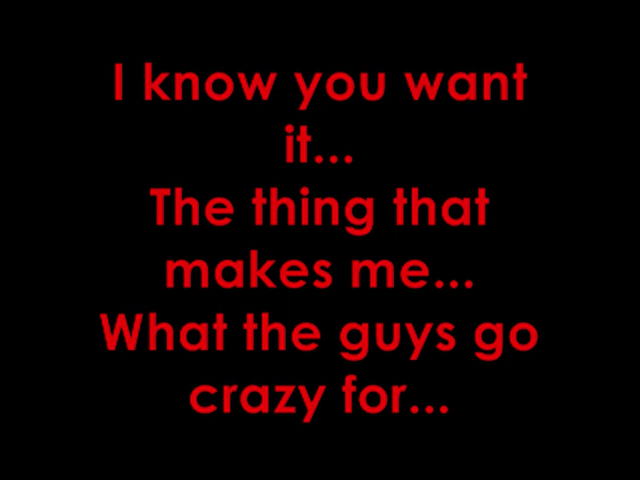 I know you want
it...
The thing that
makes me...
What the guys go
crazy for...